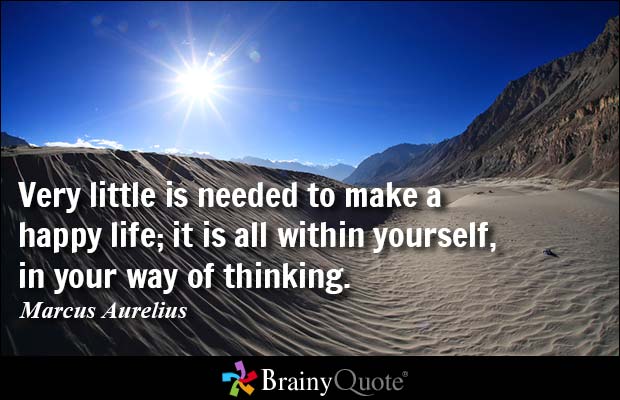 Very little is needed to make a
happy life; it is all within yourself,
in your way of thinking.
Marcus Aurelius
BrainyQuote®